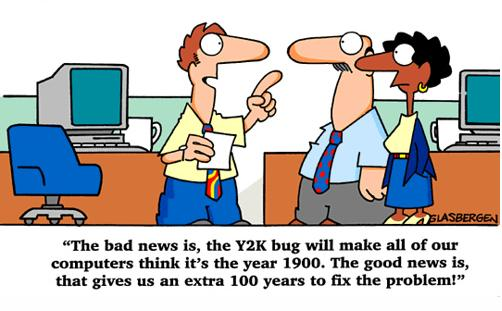 GLASBERGEN
“The bad news is, the Y2K bug will make all of our
computers think it’s the year 1900. The good news is,
that gives us an extra 100 years to fix the problem!”